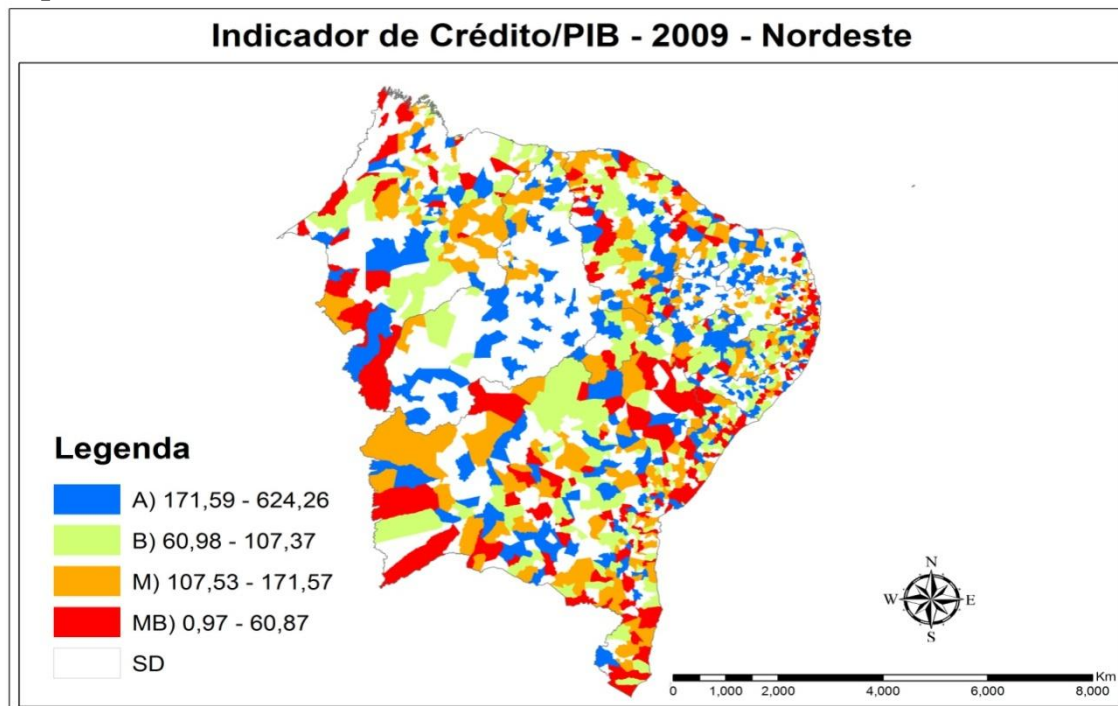 Indicador de Crédito/PIB - 2009 - Nordeste
Legenda
A) 171,59 - 624,26
B) 60,98 - 107,37
M) 107,53 - 171,57
MB) 0,97 - 60,87
SD
N
W E
S
Km
0 1,000 2,000 4,000 6,000 8,000